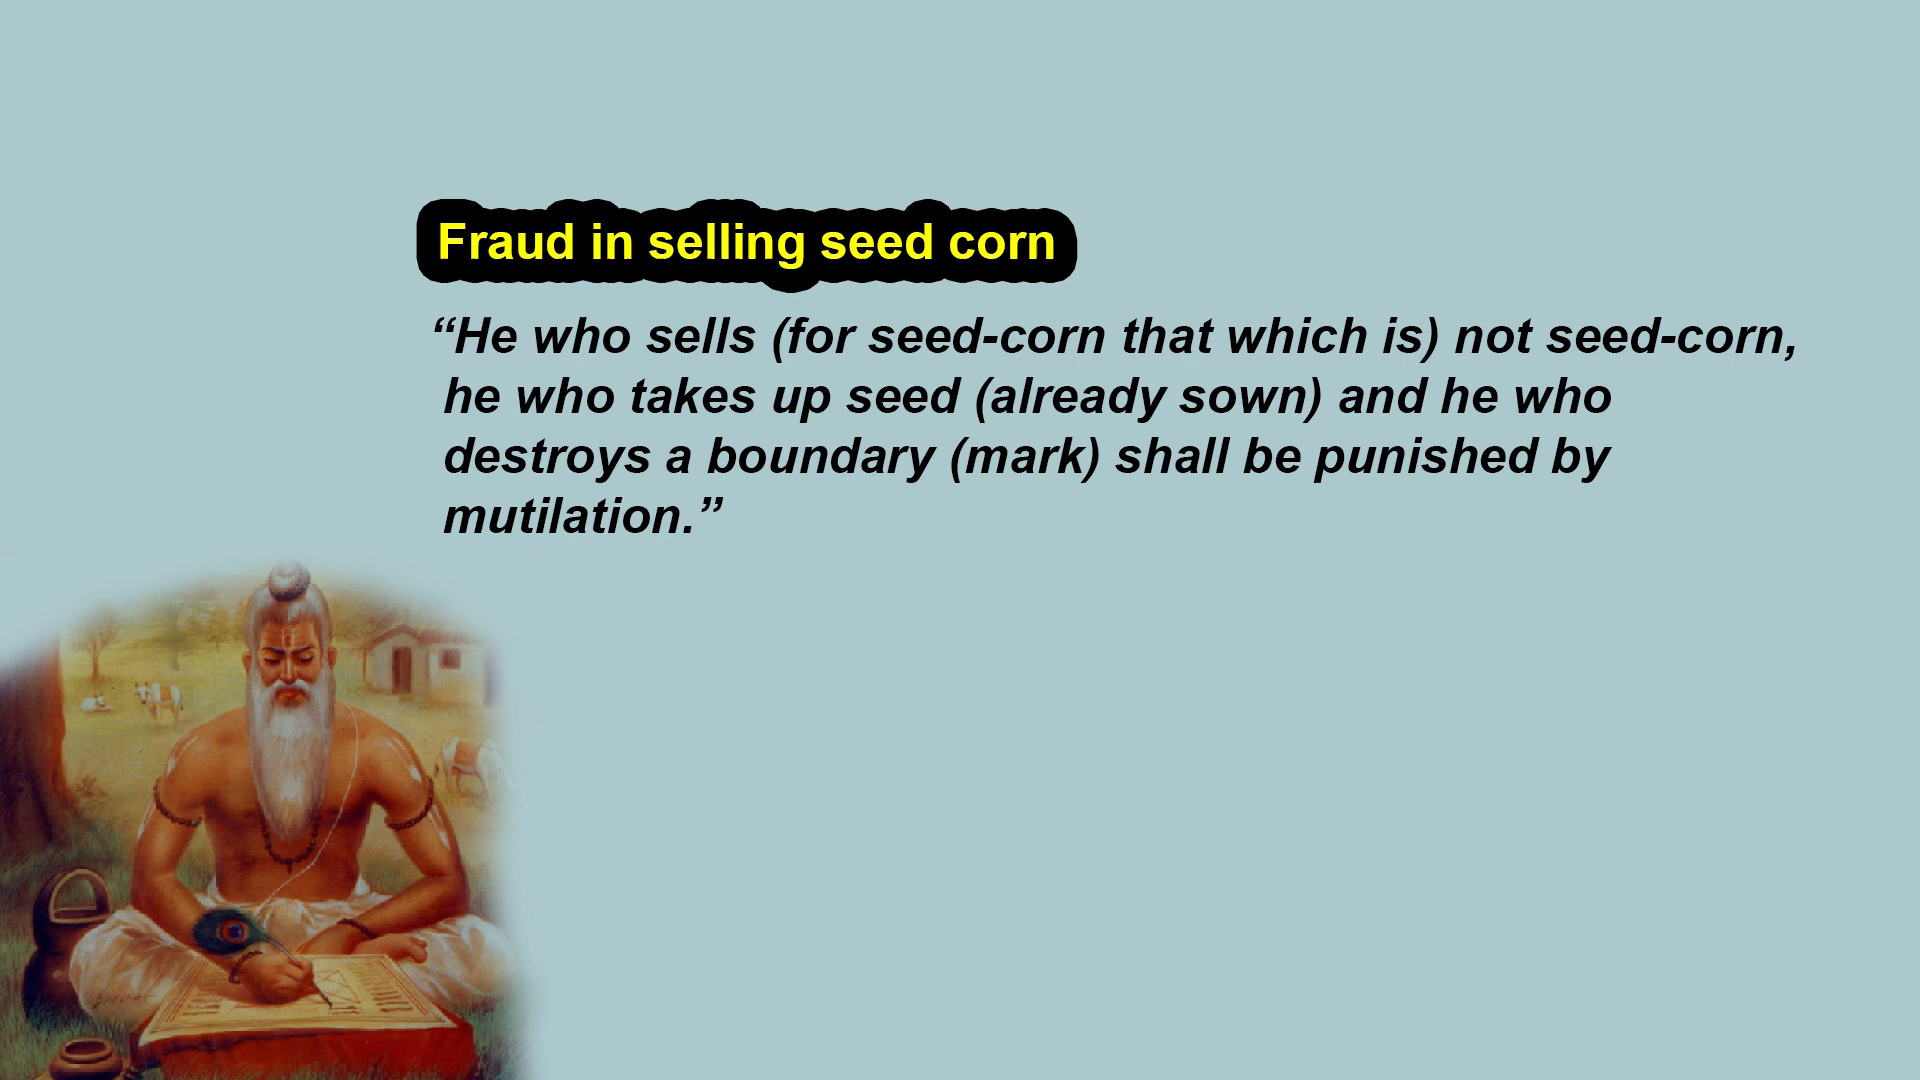 Fraud in selling seed corn
“He who sells (for seed-corn that which is) not seed-corn,
he who takes up seed (already sown) and he who
destroys a boundary (mark) shall be punished by
mutilation.”